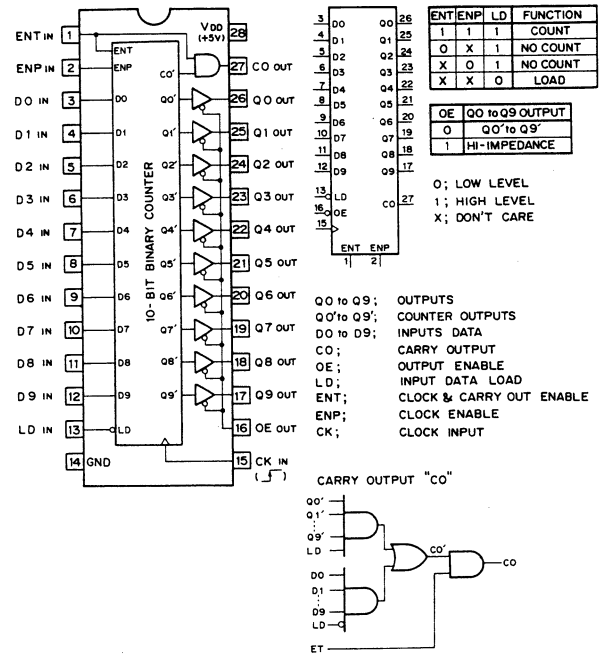 ENT IN 1
ENP IN 2
D0 IN 3
D1 IN 4
D2 IN 5
D3 IN 6
D4 IN 7
D5 IN 8
D6 IN 9
D7 IN 10
D8 IN 11
D9 IN 12
LD IN 13
14 GND
ENT
ENP
CO'
D0 Q0'
D1 Q1'
D2 Q2'
D3 Q3'
D4 Q4'
D5 Q5'
D6 Q6'
D7 Q7'
D8 Q8'
D9 Q9'
LD
10-BIT BINARY COUNTER
VDD 28
(+5V)
27 CO OUT
26 Q0 OUT
25 Q1 OUT
24 Q2 OUT
23 Q3 OUT
22 Q4 OUT
21 Q5 OUT
20 Q6 OUT
19 Q7 OUT
18 Q8 OUT
17 Q9 OUT
16 OE OUT
15 CK IN
( )
3 D0 Q0 26
4 D1 Q1 25
5 D2 Q2 24
6 D3 Q3 23
7 D4 Q4 22
8 D5 Q5 21
9 D6 Q6 20
10 D7 Q7 19
11 D8 Q8 18
12 D9 Q9 17
13 LD
16 OE CO 27
15
ENT ENP
1 2
ENT ENP LD FUNCTION
1 1 1 COUNT
0 X 1 NO COUNT
X 0 1 NO COUNT
X X 0 LOAD
OE Q0 to Q9 OUTPUT
0 Q0' to Q9'
1 HI-IMPEDANCE
0; LOW LEVEL
1; HIGH LEVEL
X; DON'T CARE
Q0 to Q9; OUTPUTS
Q0' to Q9'; COUNTER OUTPUTS
D0 to D9; INPUTS DATA
CO; CARRY OUTPUT
OE; OUTPUT ENABLE
LD; INPUT DATA LOAD
ENT; CLOCK & CARRY OUT ENABLE
ENP; CLOCK ENABLE
CK; CLOCK INPUT
CARRY OUTPUT "CO"
Q0'
Q1'
Q9'
LD
CO'
CO
D0
D1
D9
LD
ET